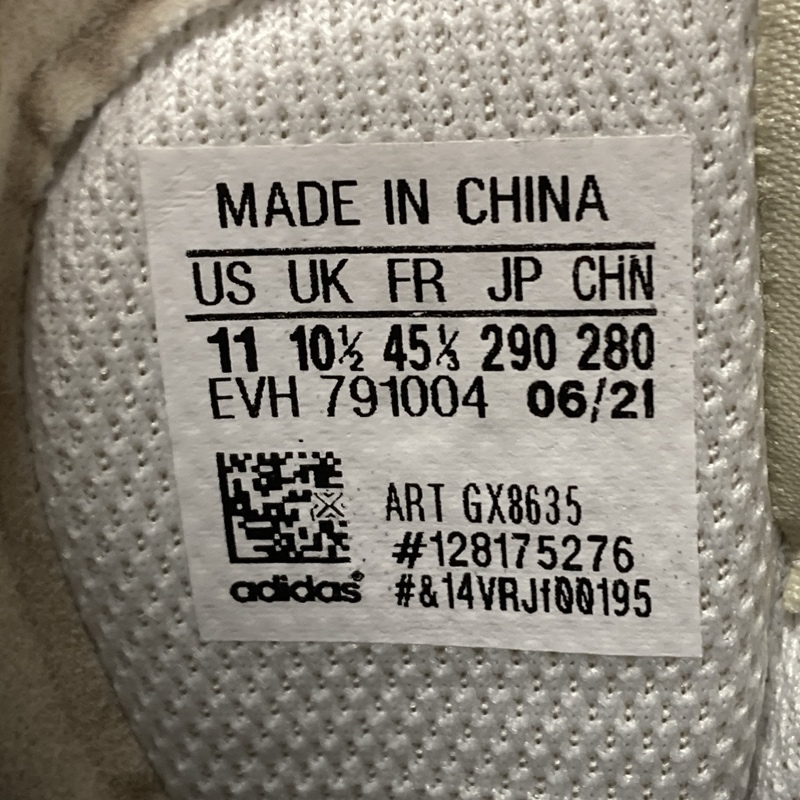 MADE IN CHINA
US UK FR JP CHN
11 10½ 45⅓ 290 280
EVH 791004 06/21
ART GX8635
#128175276
adidas® #&14VRJf00195